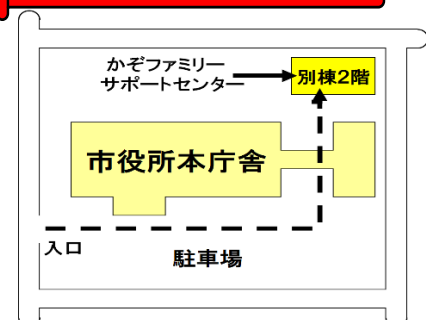 かぞファミリー
サポートセンター
別棟2階
市役所本庁舎
入口
駐車場